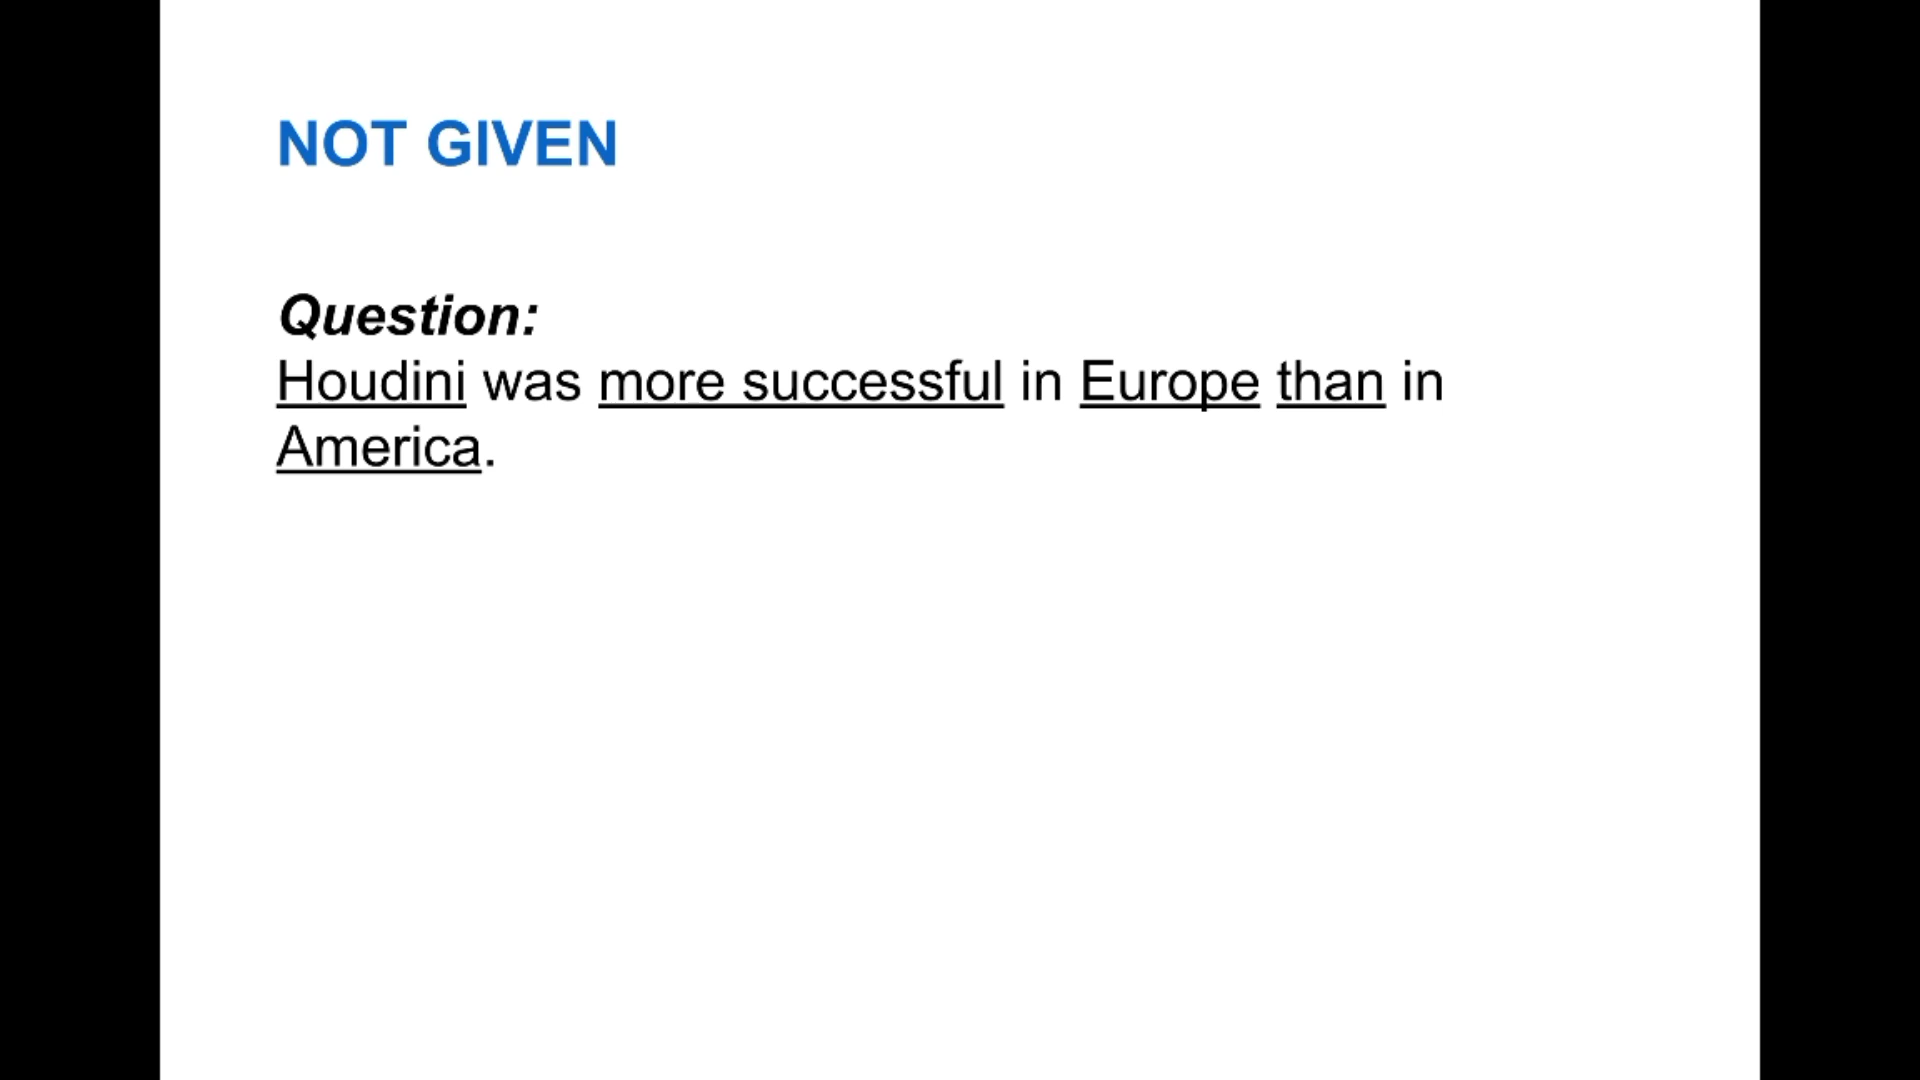 NOT GIVEN
Question:
Houdini was more successful in Europe than in
America.